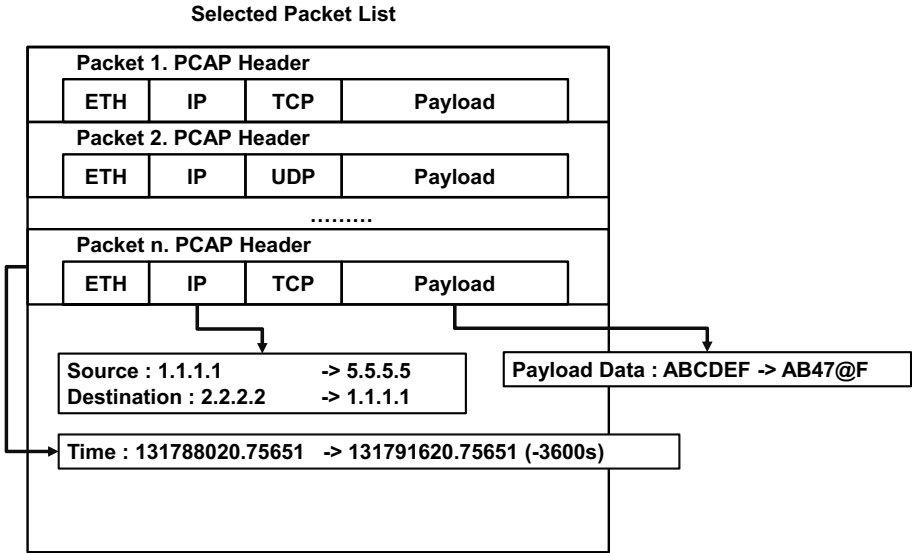 Selected Packet List
Packet 1. PCAP Header
ETH IP TCP Payload
Packet 2. PCAP Header
ETH IP UDP Payload
.........
Packet n. PCAP Header
ETH IP TCP Payload
Source : 1.1.1.1 -> 5.5.5.5
Destination : 2.2.2.2 -> 1.1.1.1
Payload Data : ABCDEF -> AB47@F
Time : 131788020.75651 -> 131791620.75651 (-3600s)